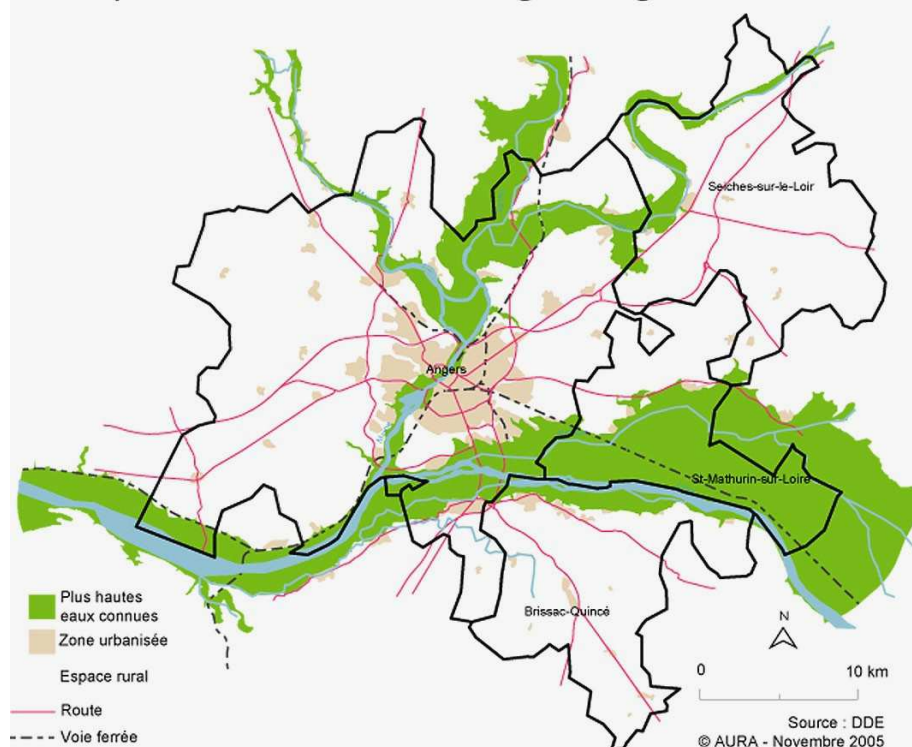 Seiches-sur-le-Loir
Angers
St-Mathurin-sur-Loire
Brissac-Quincé
Plus hautes
eaux connues
Zone urbanisée
Espace rural
Route
Voie ferrée
N
0 10 km
Source : DDE
© AURA - Novembre 2005